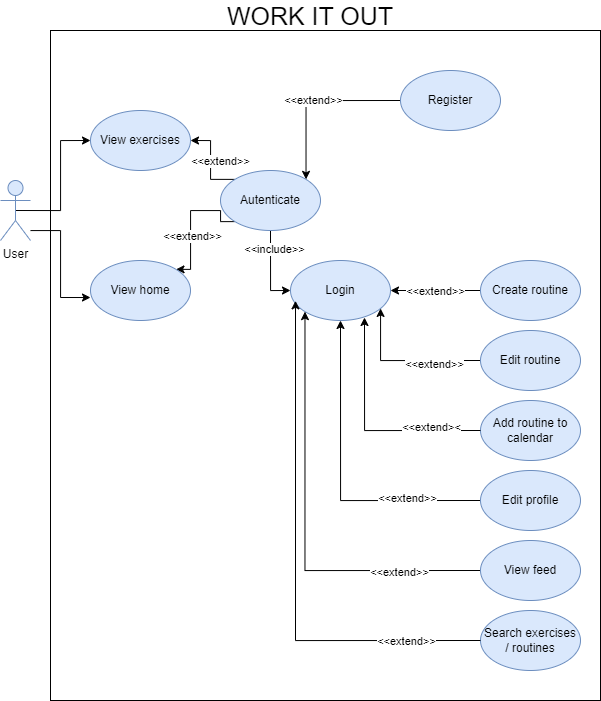 WORK IT OUT
<<extend>>
Register
View exercises
<<extend>>
Autenticate
User
<<extend>>
<<include>>
View home
Login
<<extend>>
Create routine
<<extend>>
Edit routine
<<extend><
Add routine to
calendar
<<extend>>
Edit profile
<<extend>>
View feed
<<extend>>
Search exercises
/ routines